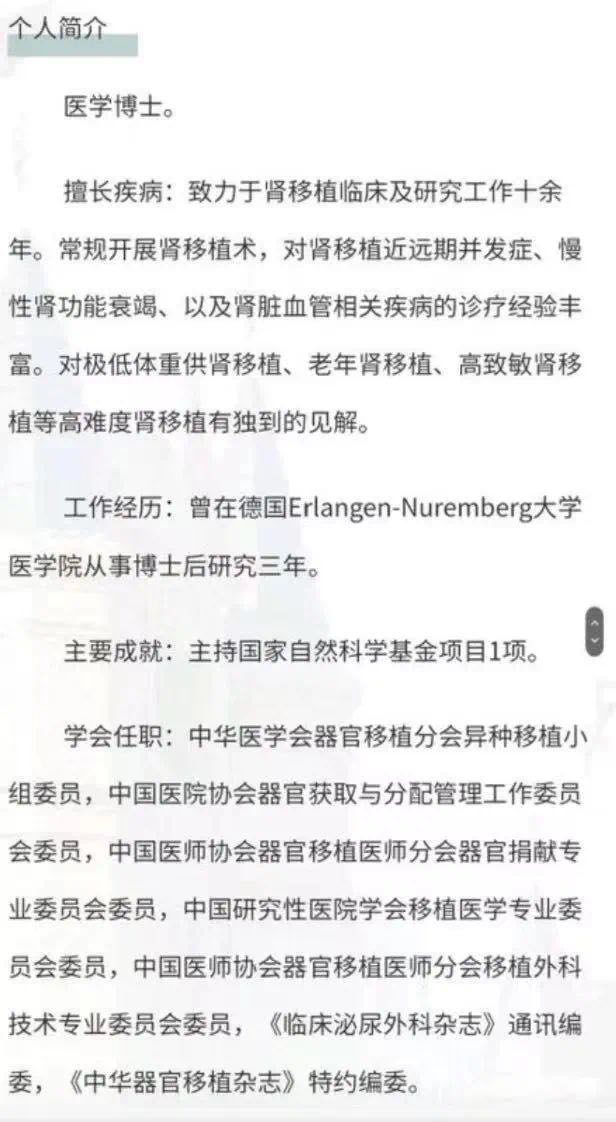 个人简介
医学博士。
擅长疾病：致力于肾移植临床及研究工作十余
年。常规开展肾移植术，对肾移植近远期并发症、慢
性肾功能衰竭、以及肾脏血管相关疾病的诊疗经验丰
富。对极低体重供肾移植、老年肾移植、高致敏肾移
植等高难度肾移植有独到的见解。
工作经历：曾在德国Erlangen-Nuremberg大学
医学院从事博士后研究三年。
主要成就：主持国家自然科学基金项目1项。
学会任职：中华医学会器官移植分会异种移植小
组委员，中国医院协会器官获取与分配管理工作委员
会委员，中国医师协会器官移植医师分会器官捐献专
业委员会委员，中国研究性医院学会移植医学专业委
员会委员，中国医师协会器官移植医师分会移植外科
技术专业委员会委员，《临床泌尿外科杂志》通讯编
委，《中华器官移植杂志》特约编委。